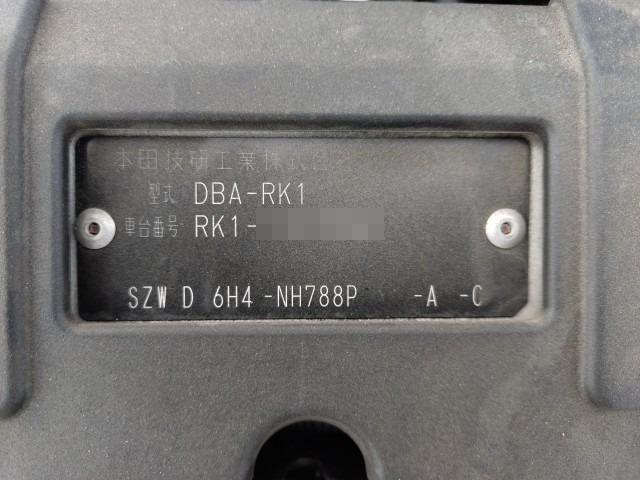 本田技研工業株式会社
型式 DBA-RK1
車台番号 RK1-
SZW D 6H4 -NH788P -A -C